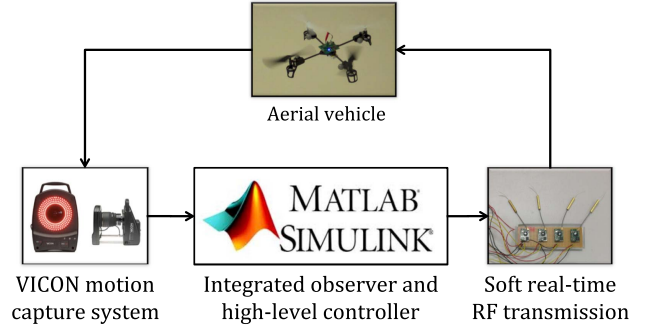 Aerial vehicle
MATLAB®
SIMULINK®
VICON motion
capture system
Integrated observer and
high-level controller
Soft real-time
RF transmission